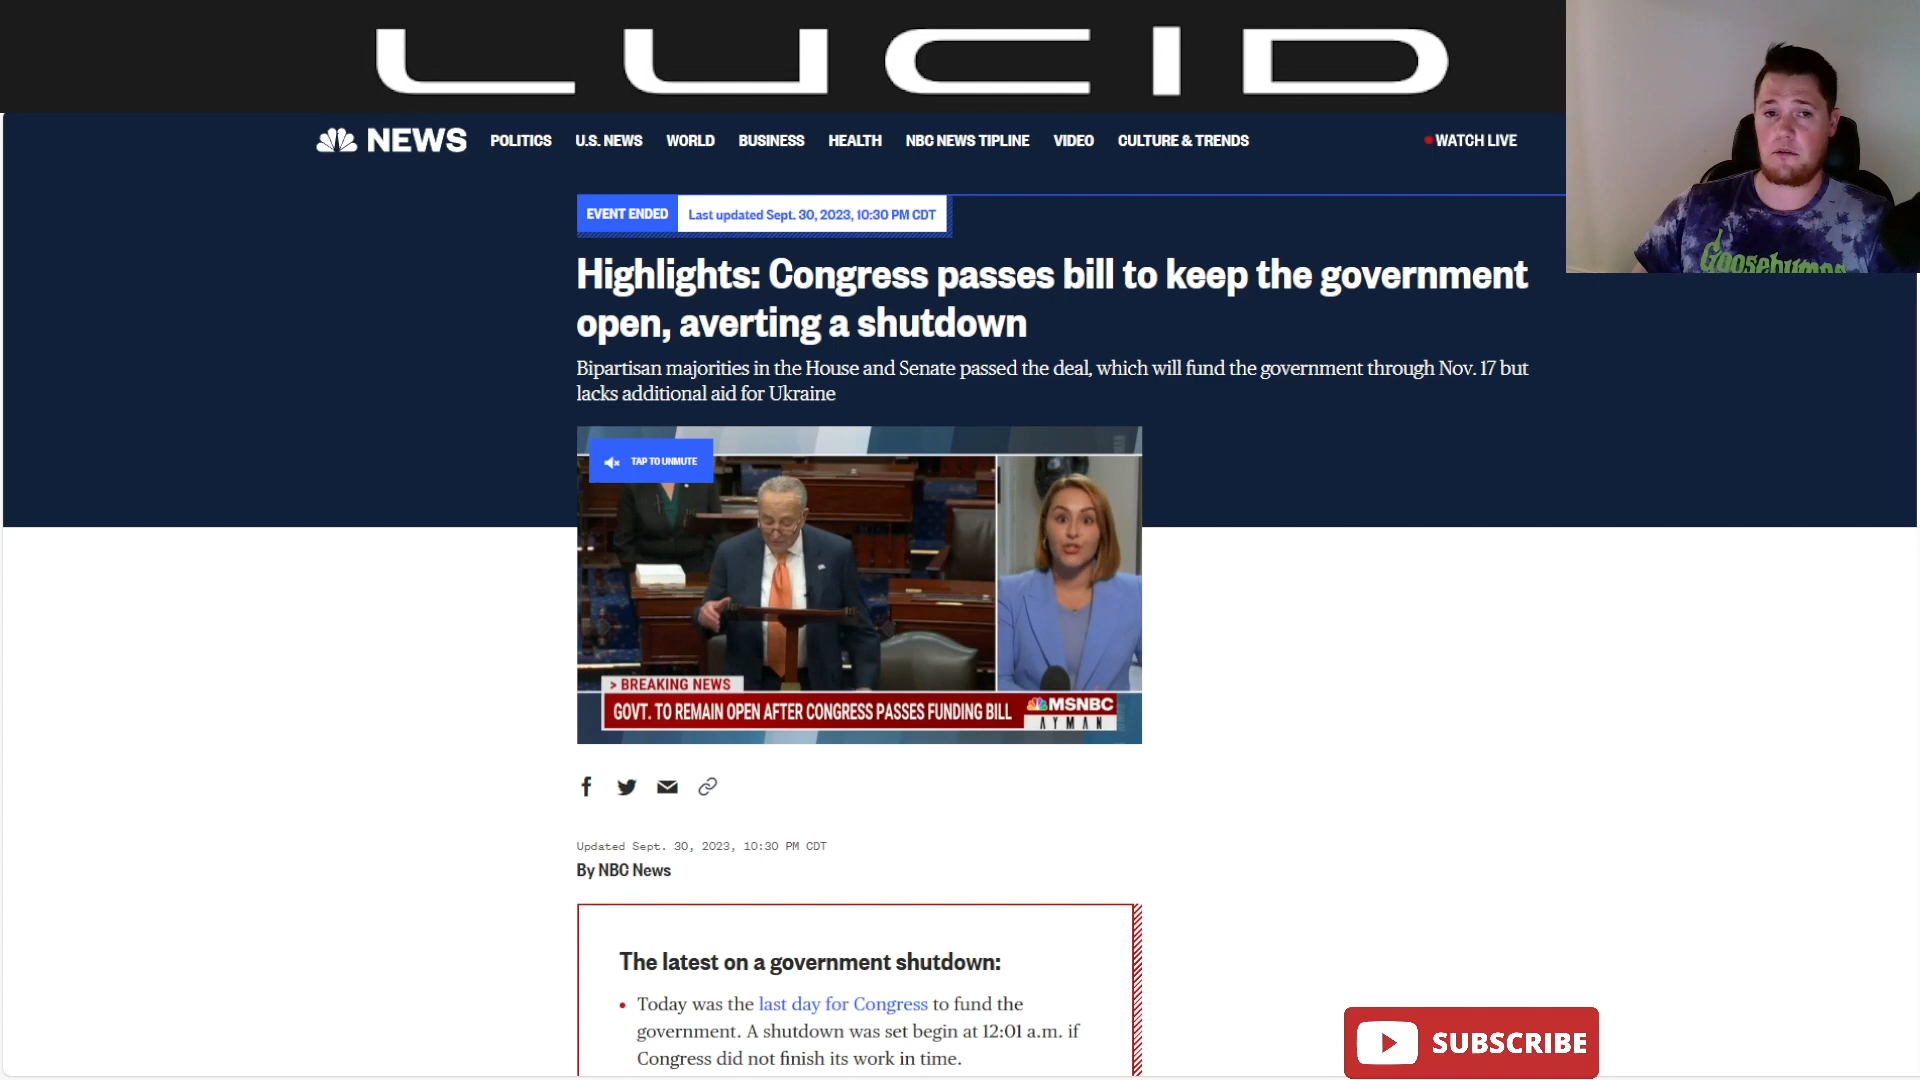 LUCID
NEWS
POLITICS
U.S. NEWS
WORLD
BUSINESS
HEALTH
NBC NEWS TIPLINE
VIDEO
CULTURE & TRENDS
WATCH LIVE
Goosebumps
EVENT ENDED
Last updated Sept. 30, 2023, 10:30 PM CDT
Highlights: Congress passes bill to keep the government
open, averting a shutdown
Bipartisan majorities in the House and Senate passed the deal, which will fund the government through Nov. 17 but
lacks additional aid for Ukraine
TAP TO UNMUTE
> BREAKING NEWS
GOVT. TO REMAIN OPEN AFTER CONGRESS PASSES FUNDING BILL
MSNBC
AYMAN
Updated Sept. 30, 2023, 10:30 PM CDT
By NBC News
The latest on a government shutdown:
Today was the last day for Congress to fund the
government. A shutdown was set begin at 12:01 a.m. if
Congress did not finish its work in time.
SUBSCRIBE